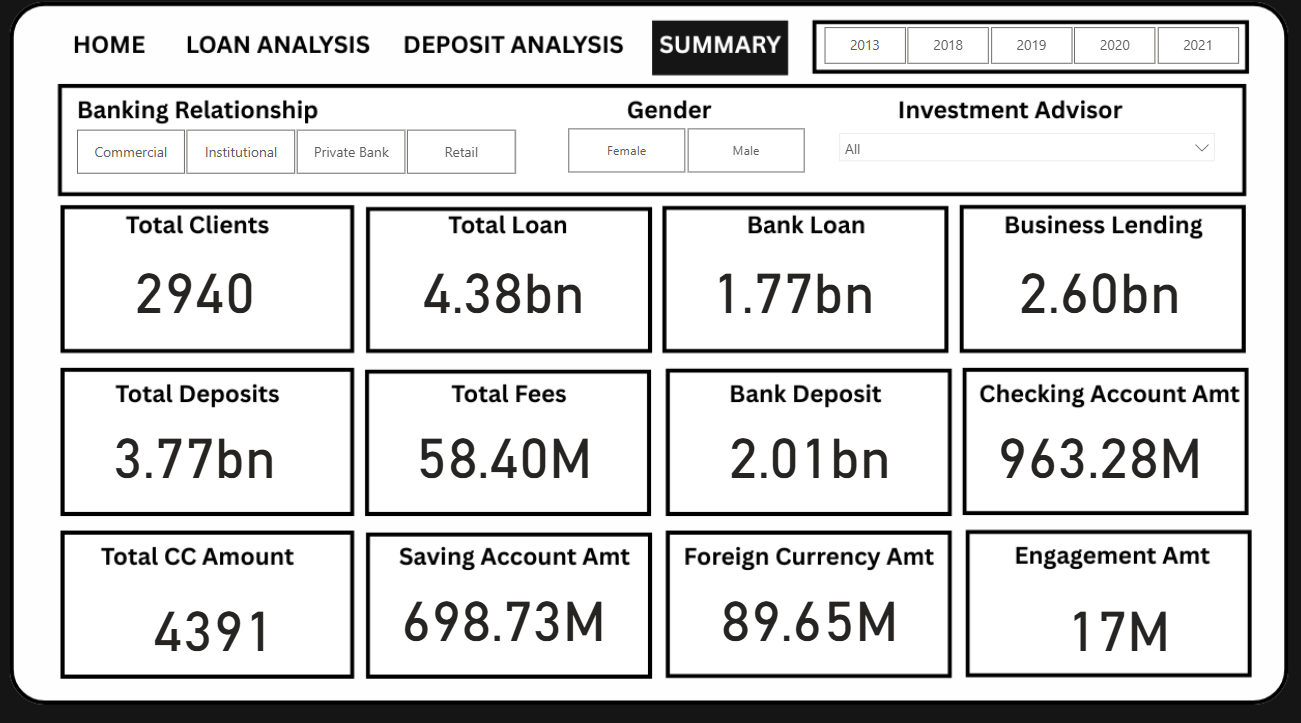 HOME LOAN ANALYSIS DEPOSIT ANALYSIS SUMMARY 2013 2018 2019 2020 2021
Banking Relationship Gender Investment Advisor
Commercial Institutional Private Bank Retail Female Male All
Total Clients Total Loan Bank Loan Business Lending
2940 4.38bn 1.77bn 2.60bn
Total Deposits Total Fees Bank Deposit Checking Account Amt
3.77bn 58.40M 2.01bn 963.28M
Total CC Amount Saving Account Amt Foreign Currency Amt Engagement Amt
4391 698.73M 89.65M 17M